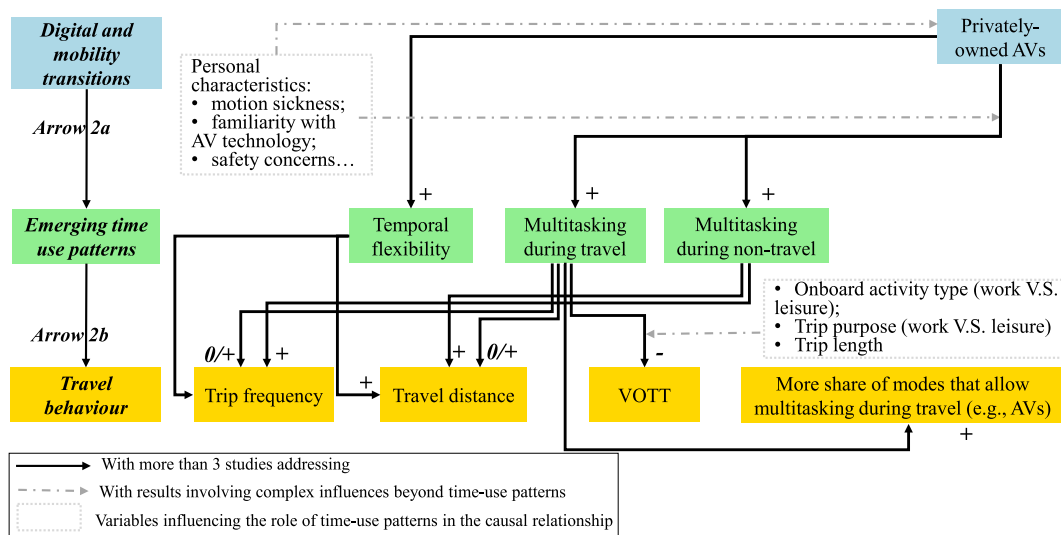 Digital and
mobility
transitions
Privately-
owned AVs
Personal
characteristics:
• motion sickness;
• familiarity with
AV technology;
• safety concerns…
Arrow 2a
+
+
+
Emerging time
use patterns
Temporal
flexibility
Multitasking
during travel
Multitasking
during non-travel
• Onboard activity type (work V.S.
leisure);
• Trip purpose (work V.S. leisure)
• Trip length
Arrow 2b
0/+
+
+
0/+
-
Travel
behaviour
Trip frequency
+
Travel distance
VOTT
More share of modes that allow
multitasking during travel (e.g., AVs)
+
With more than 3 studies addressing
With results involving complex influences beyond time-use patterns
Variables influencing the role of time-use patterns in the causal relationship